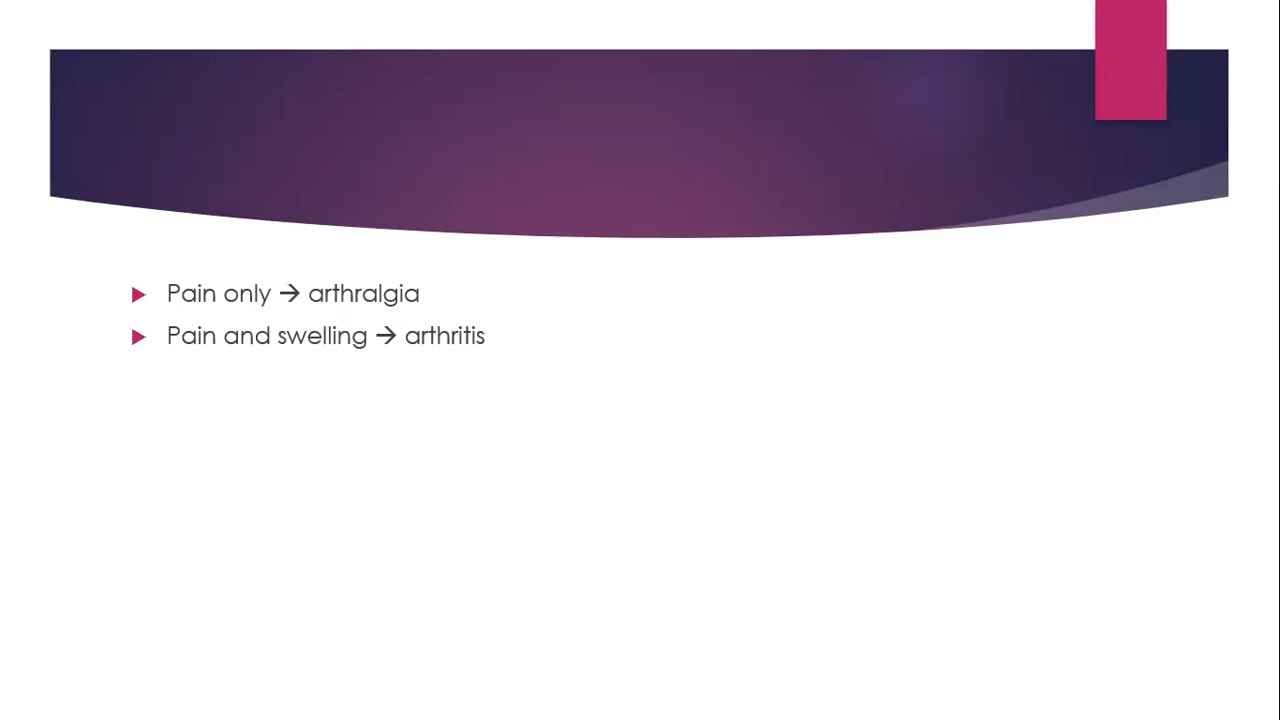 Pain only → arthralgia
Pain and swelling → arthritis